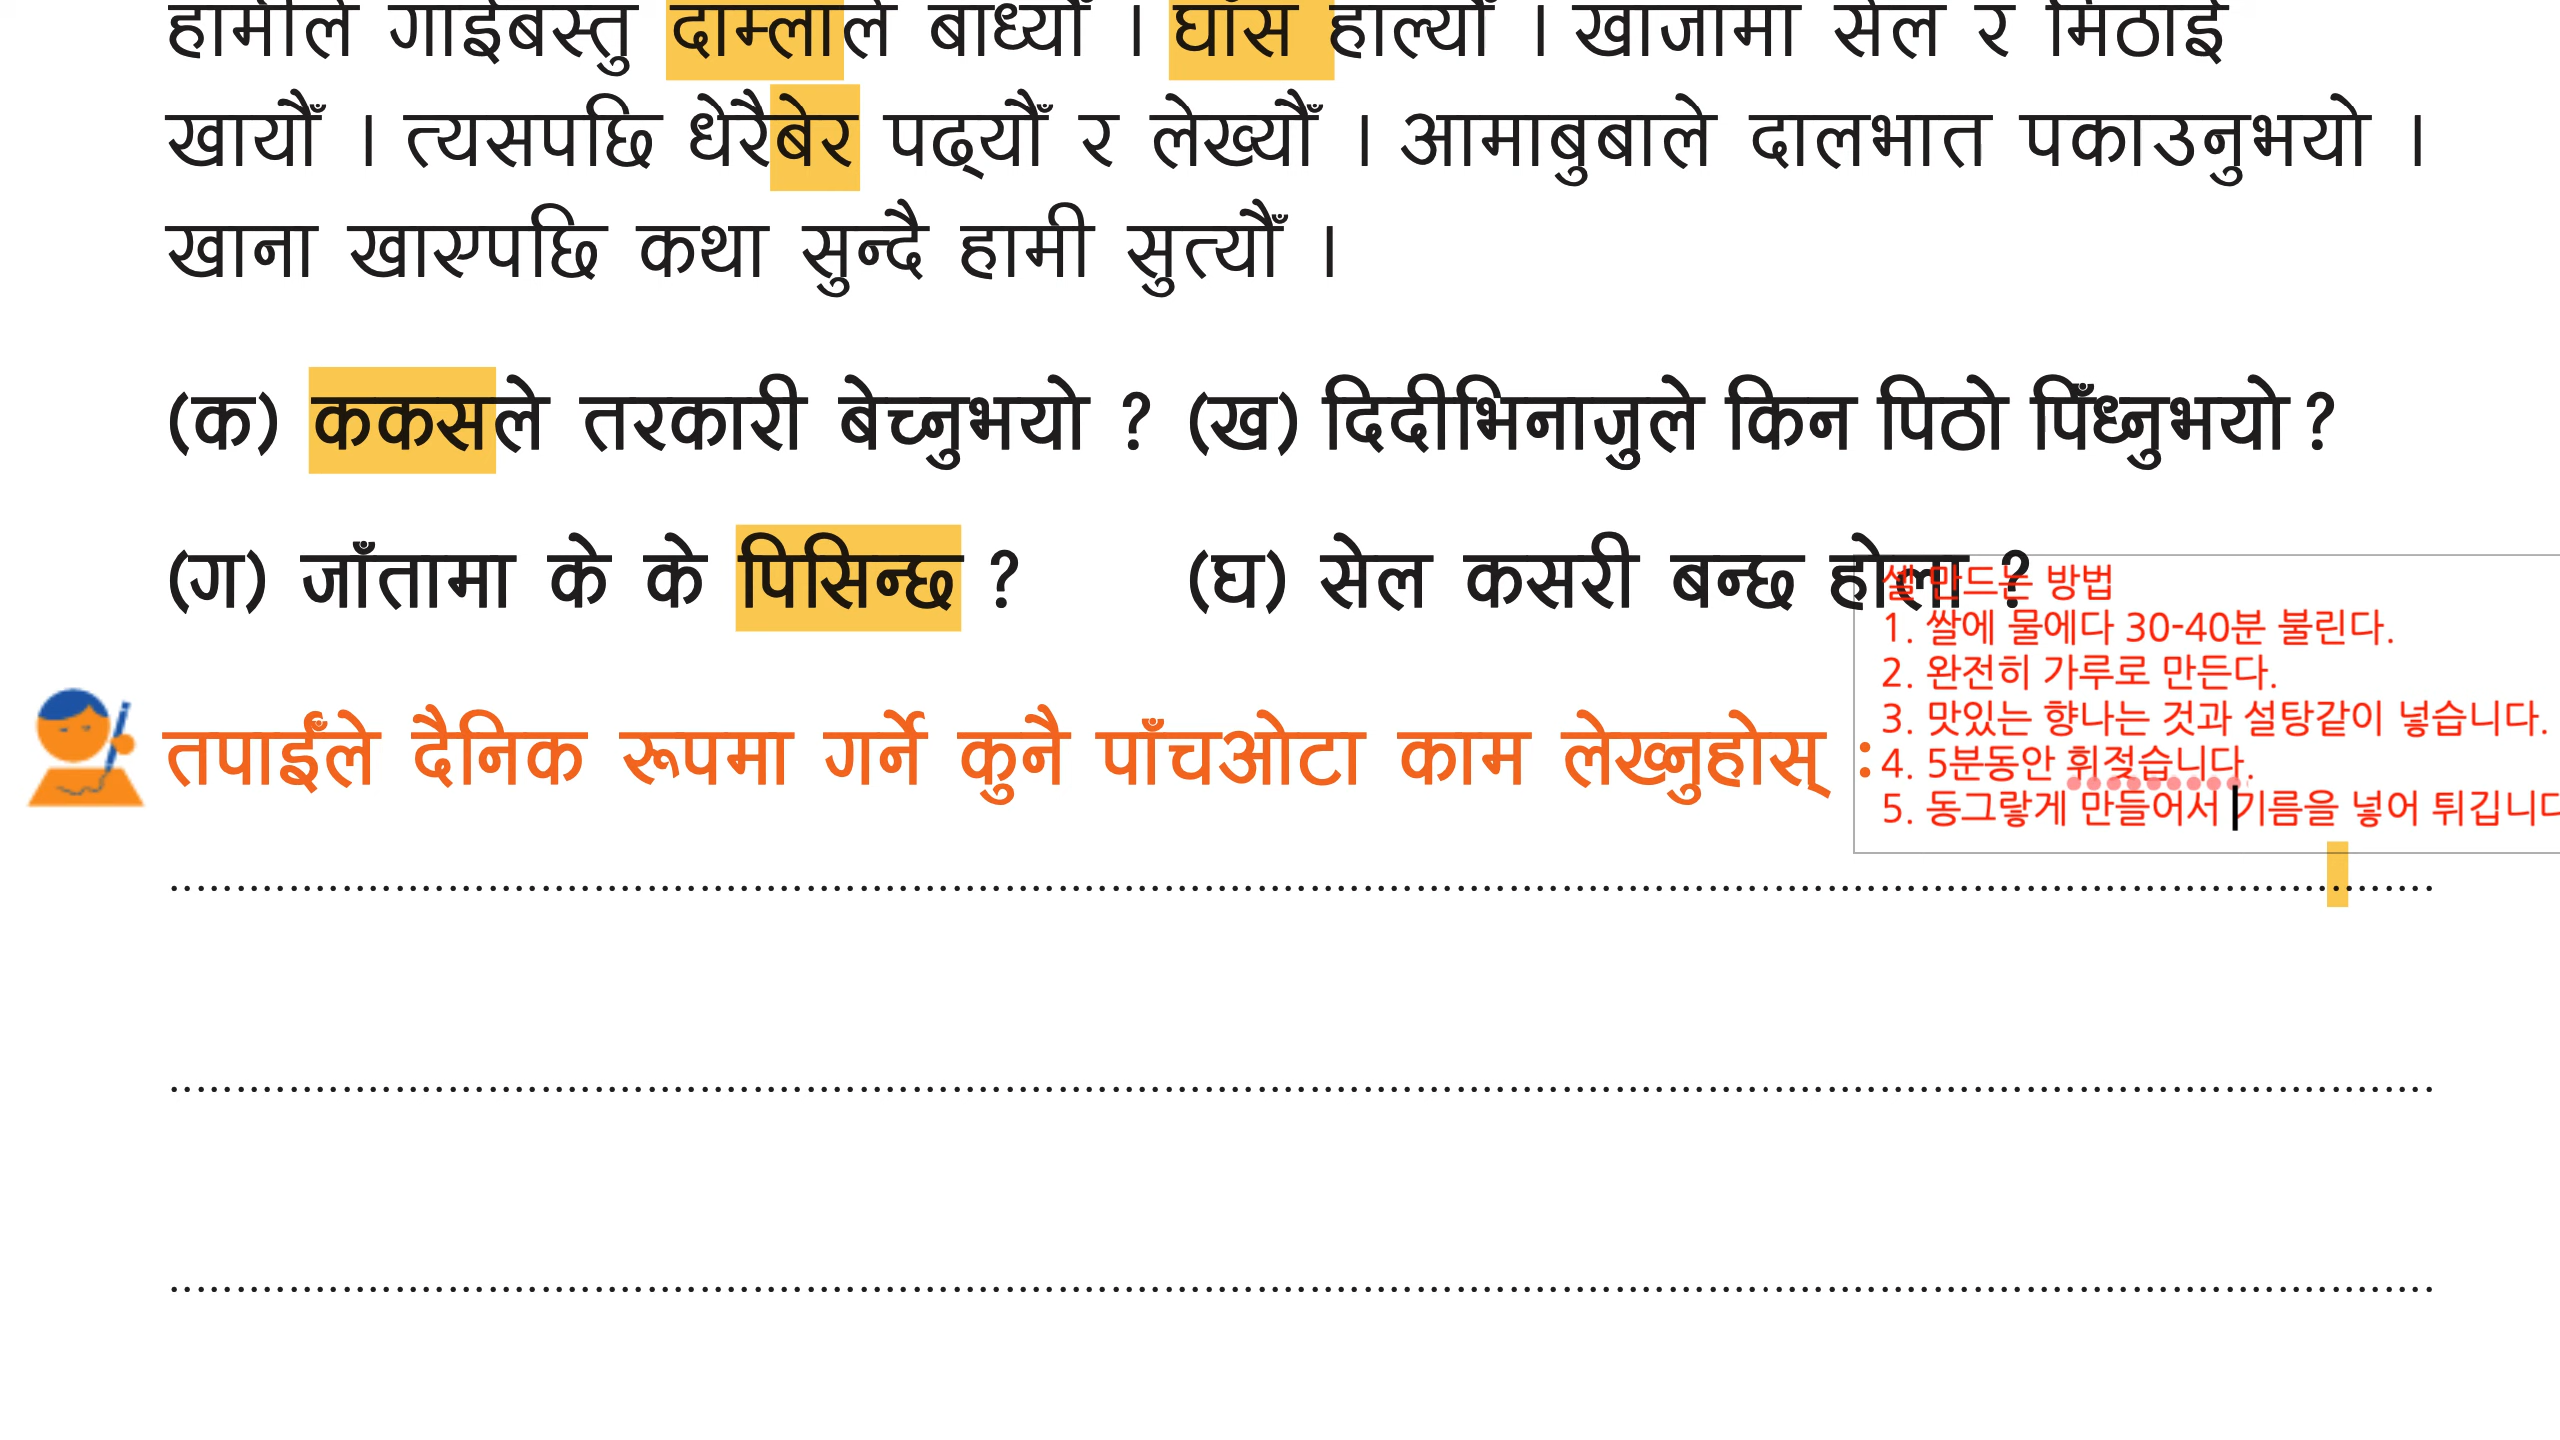 हामीले गाईबस्तु दाम्लाले बाध्यौँ । घाँस हाल्यौँ । खाजामा सेल र मिठाई
खायौँ । त्यसपछि धेरैबेर पढ्यौँ र लेख्यौँ । आमाबुबाले दालभात पकाउनुभयो ।
खाना खाएपछि कथा सुन्दै हामी सुत्यौँ ।
(क) ककसले तरकारी बेच्नुभयो ? (ख) दिदीभिनाजुले किन पिठो पिँध्नुभयो ?
(ग) जाँतामा के के पिसिन्छ ? (घ) सेल कसरी बन्छ होला ?
셀 만드는 방법
1. 쌀에 물에다 30-40분 불린다.
2. 완전히 가루로 만든다.
3. 맛있는 향나는 것과 설탕같이 넣습니다.
4. 5분동안 휘젖습니다.
5. 동그랗게 만들어서 기름을 넣어 튀깁니다
तपाईँले दैनिक रूपमा गर्ने कुनै पाँचओटा काम लेख्नुहोस् :